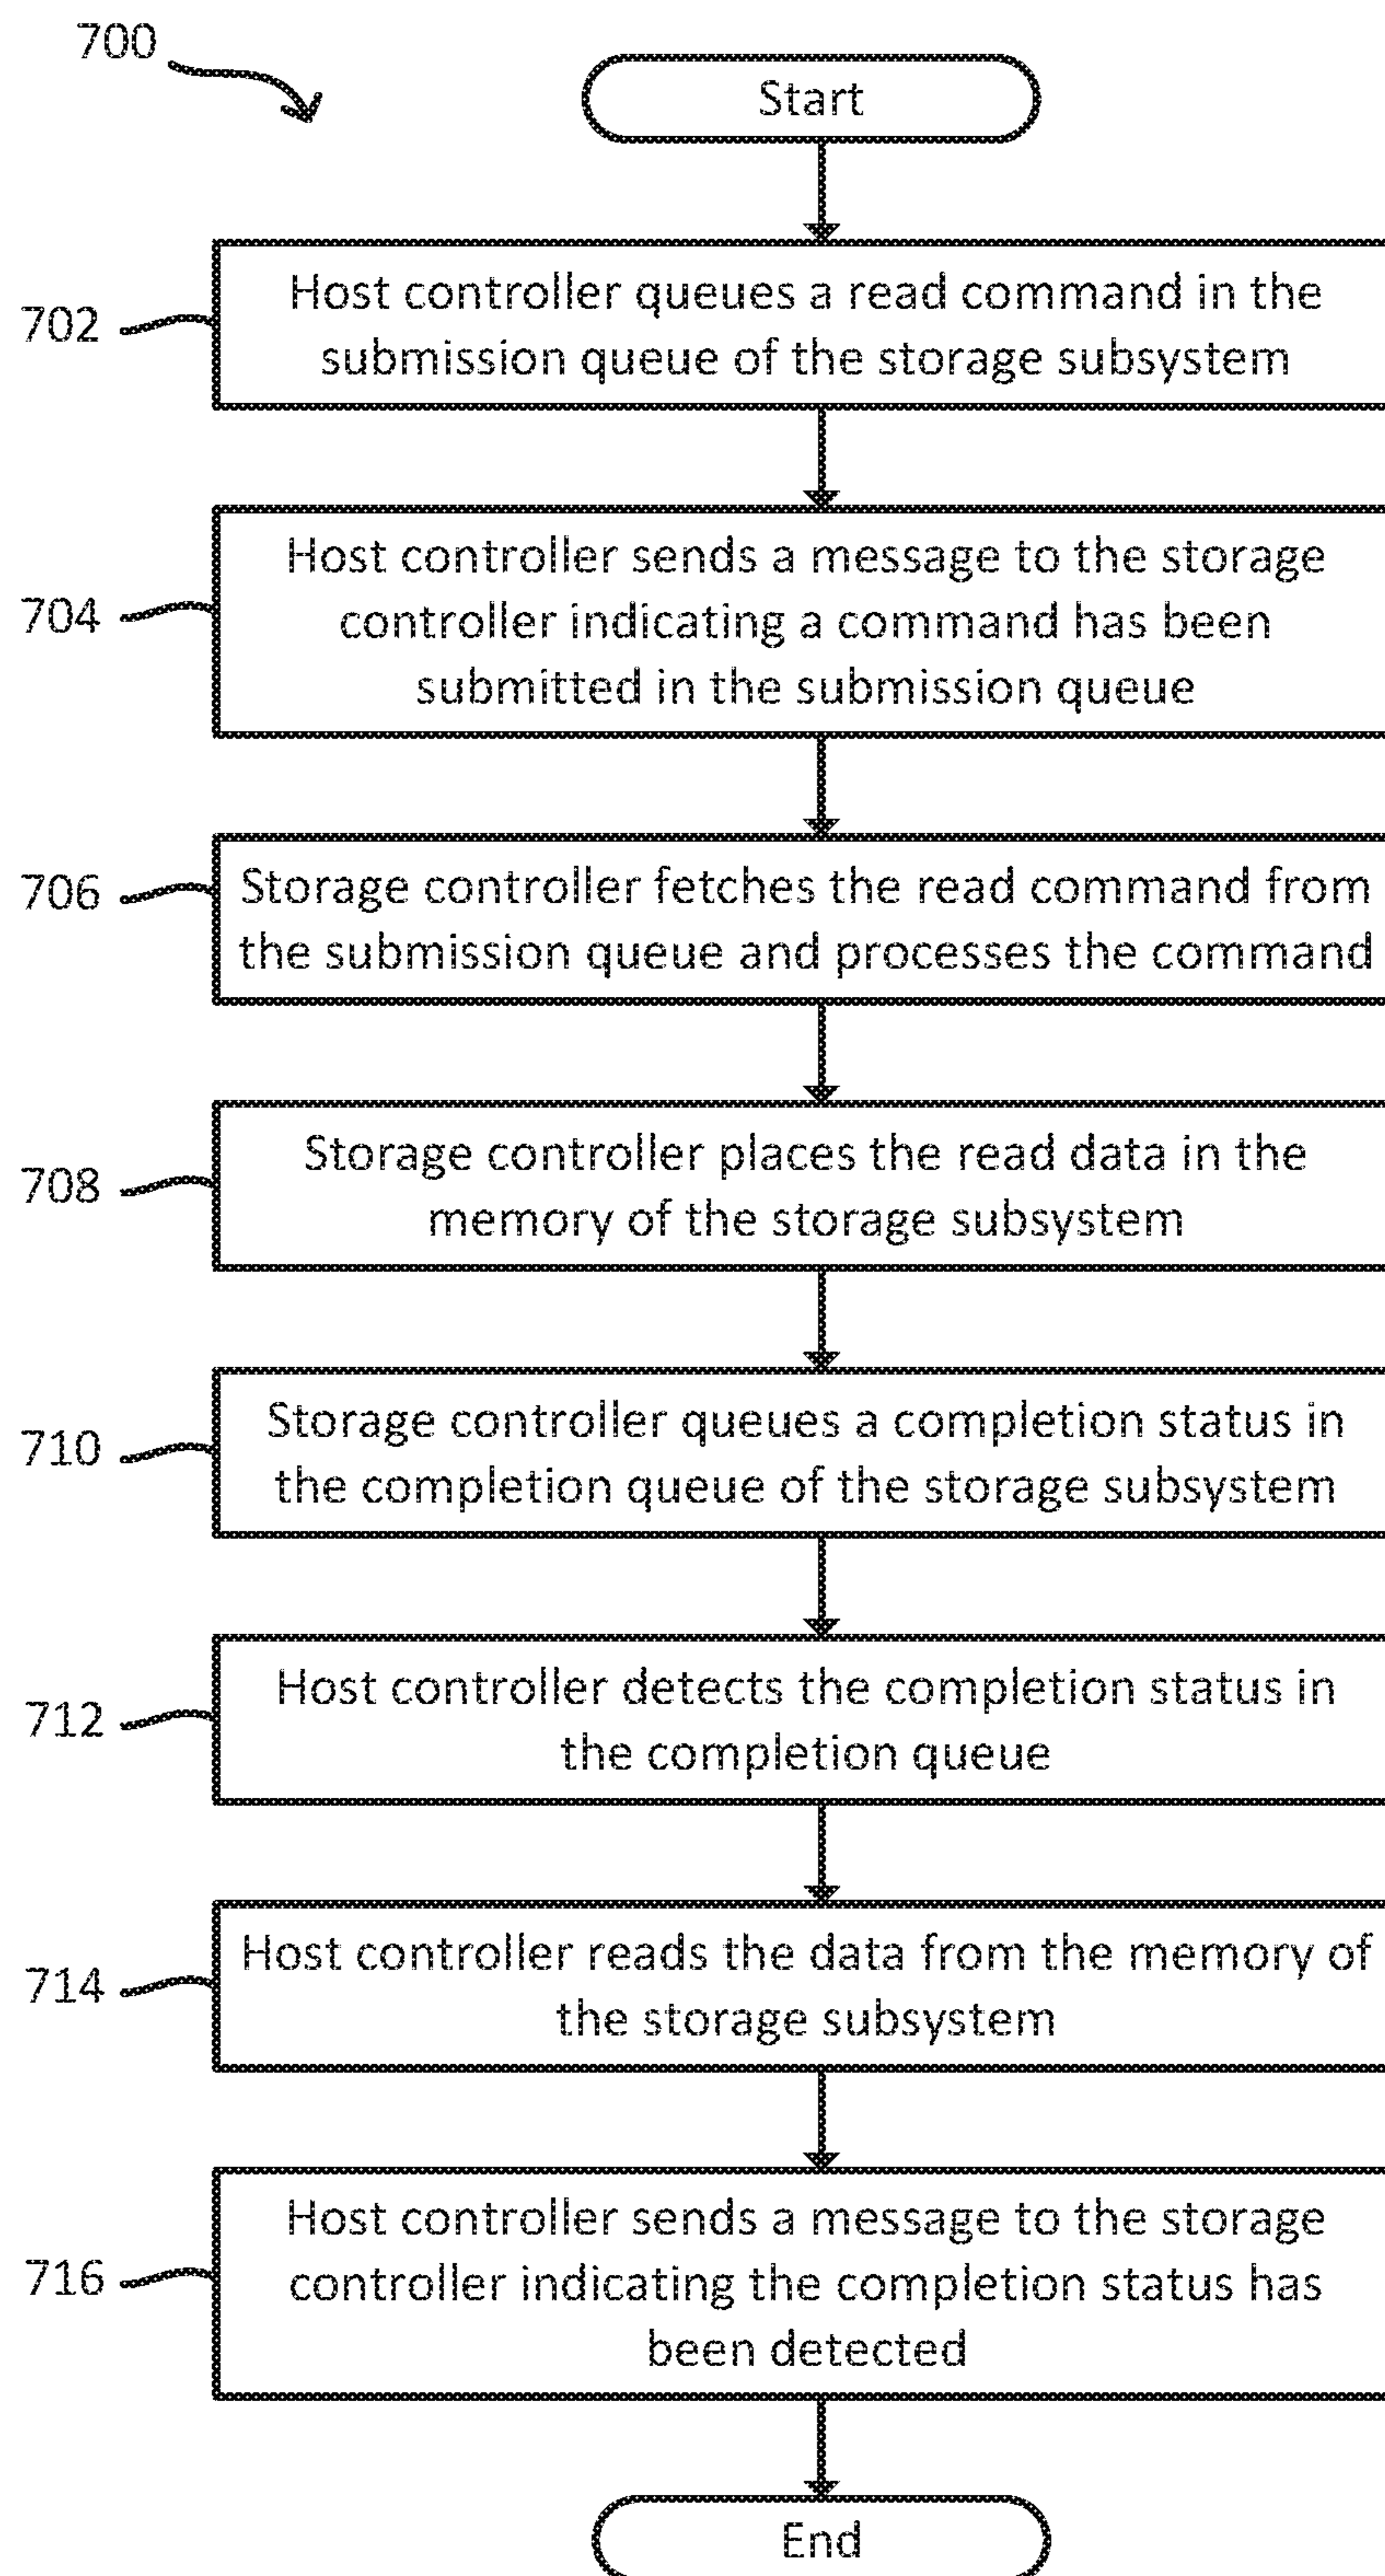 700
Start
702
Host controller queues a read command in the
submission queue of the storage subsystem
704
Host controller sends a message to the storage
controller indicating a command has been
submitted in the submission queue
706
Storage controller fetches the read command from
the submission queue and processes the command
708
Storage controller places the read data in the
memory of the storage subsystem
710
Storage controller queues a completion status in
the completion queue of the storage subsystem
712
Host controller detects the completion status in
the completion queue
714
Host controller reads the data from the memory of
the storage subsystem
716
Host controller sends a message to the storage
controller indicating the completion status has
been detected
End